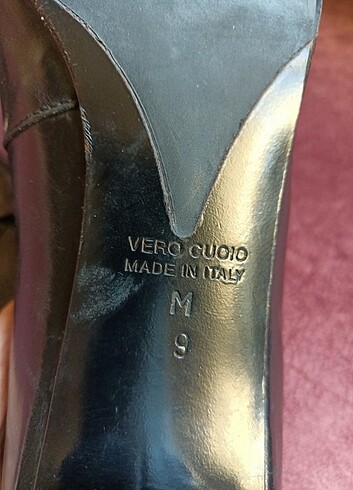 VERO CUOIO
MADE IN ITALY
M
9